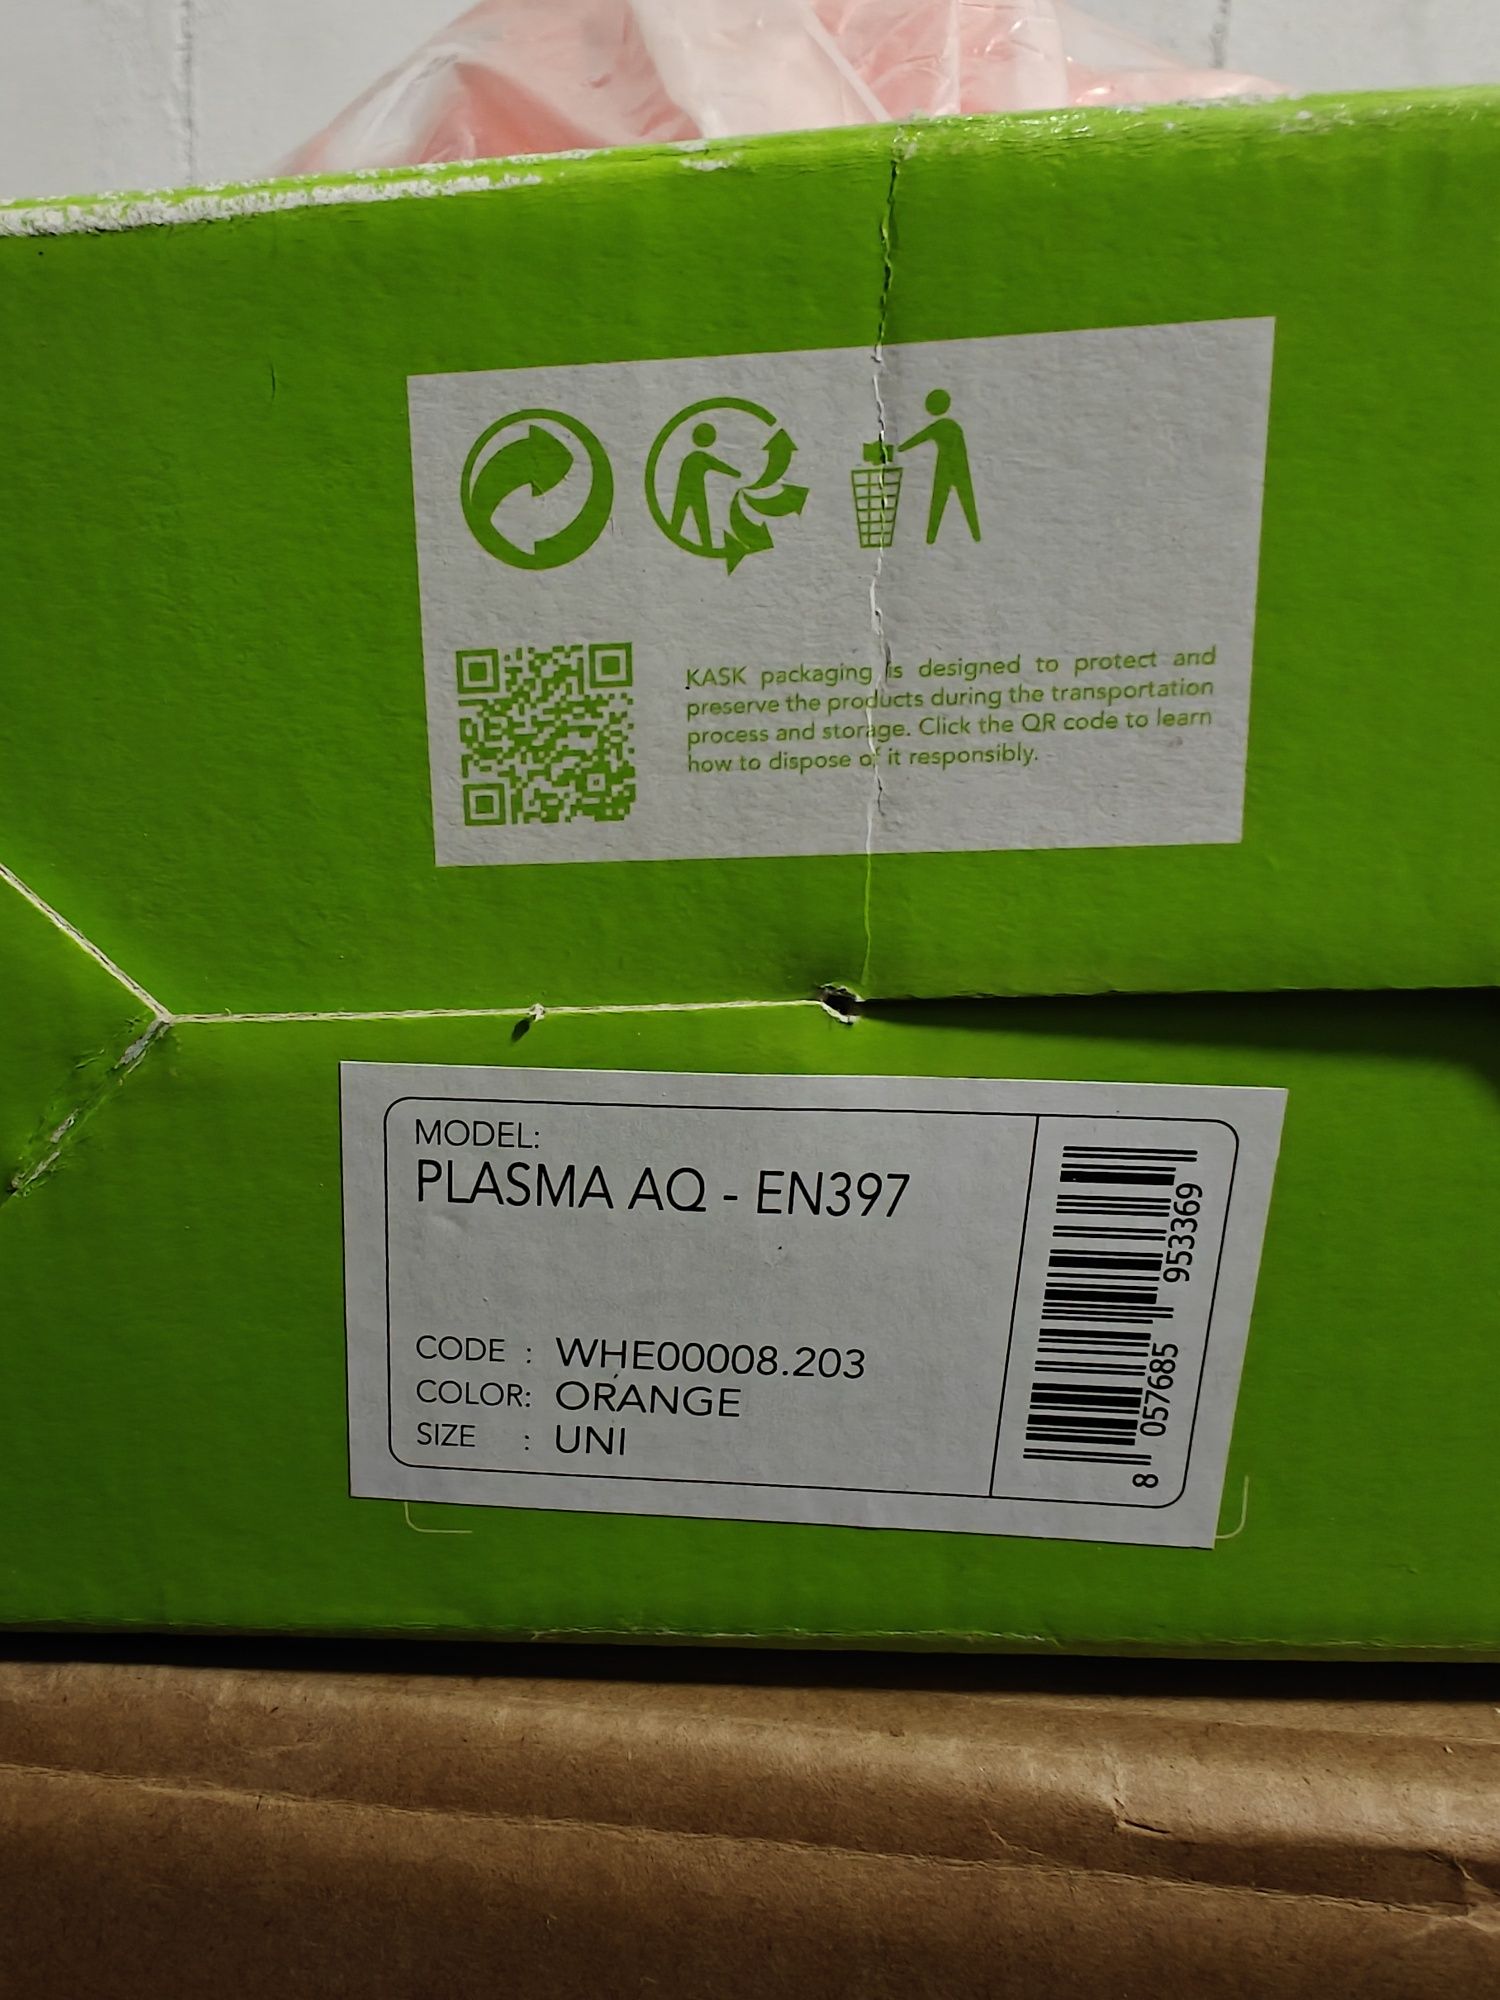 KASK packaging is designed to protect and
preserve the products during the transportation
process and storage. Click the QR code to learn
how to dispose of it responsibly.
MODEL:
PLASMA AQ - EN397
CODE : WHE00008.203
COLOR: ORANGE
SIZE : UNI
8 057685 953369